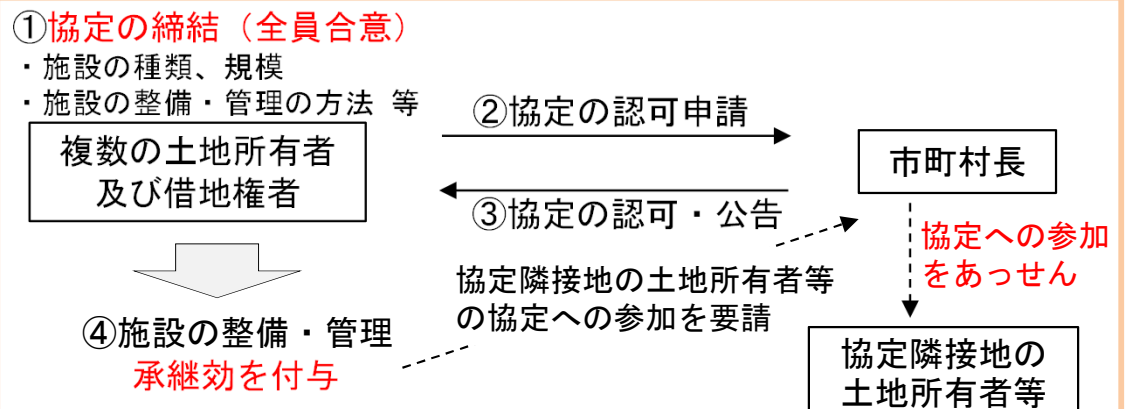 ①協定の締結（全員合意）
・施設の種類、規模
・施設の整備・管理の方法 等
複数の土地所有者
及び借地権者
②協定の認可申請
③協定の認可・公告
市町村長
協定への参加
をあっせん
協定隣接地の土地所有者等
の協定への参加を要請
④施設の整備・管理
承継効を付与
協定隣接地の
土地所有者等